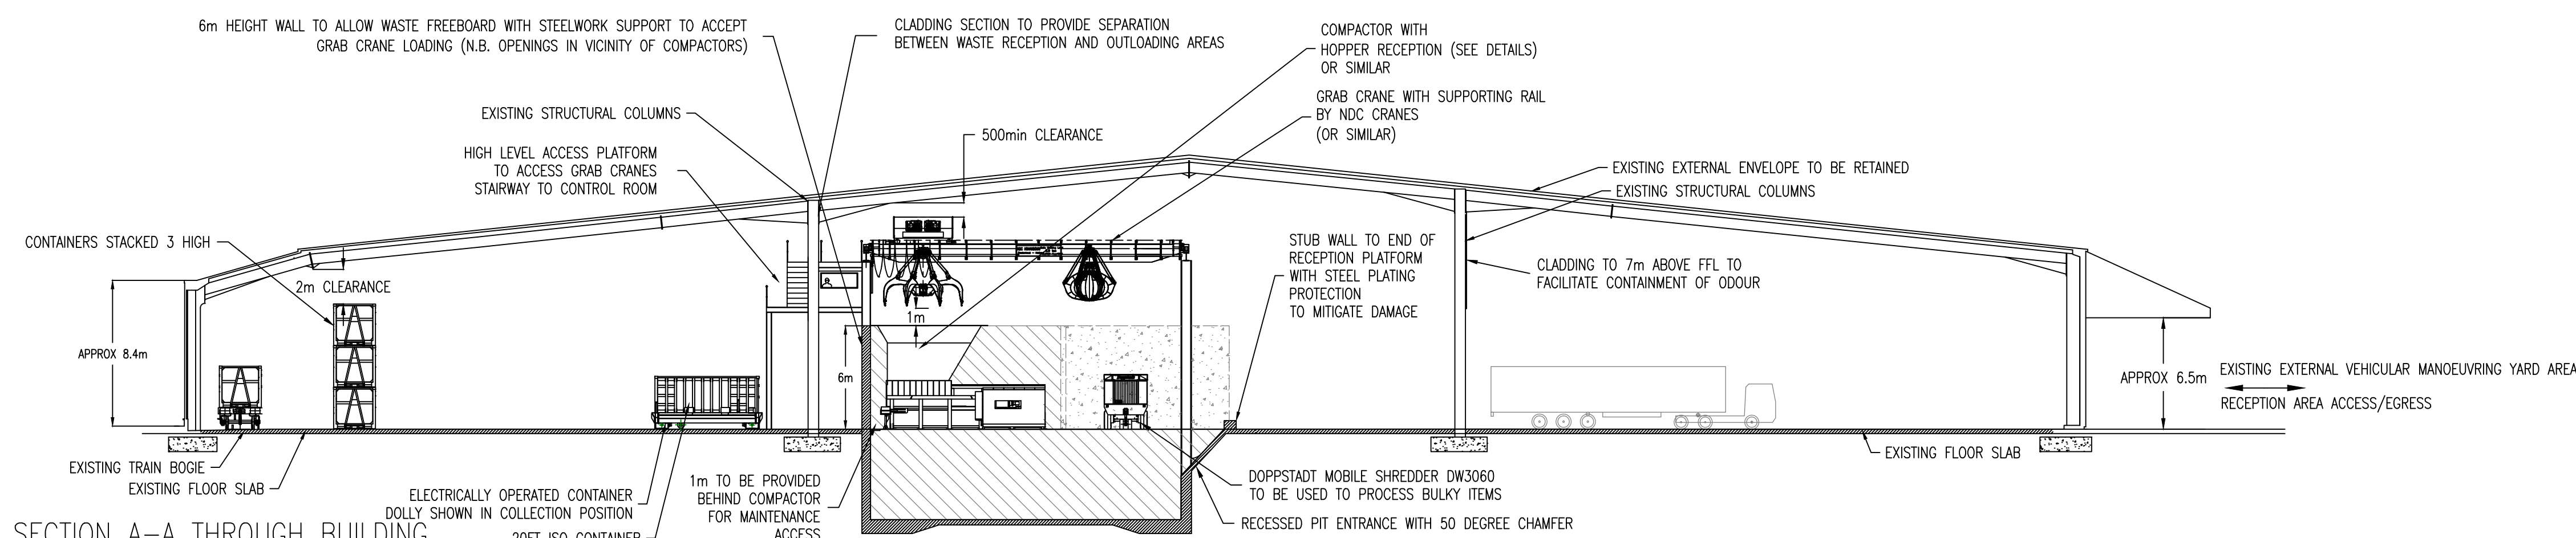 6m HEIGHT WALL TO ALLOW WASTE FREEBOARD WITH STEELWORK SUPPORT TO ACCEPT
GRAB CRANE LOADING (N.B. OPENINGS IN VICINITY OF COMPACTORS)
CLADDING SECTION TO PROVIDE SEPARATION
BETWEEN WASTE RECEPTION AND OUTLOADING AREAS
COMPACTOR WITH
HOPPER RECEPTION (SEE DETAILS)
OR SIMILAR
GRAB CRANE WITH SUPPORTING RAIL
BY NDC CRANES
(OR SIMILAR)
EXISTING STRUCTURAL COLUMNS
500min CLEARANCE
HIGH LEVEL ACCESS PLATFORM
TO ACCESS GRAB CRANES
STAIRWAY TO CONTROL ROOM
EXISTING EXTERNAL ENVELOPE TO BE RETAINED
EXISTING STRUCTURAL COLUMNS
CONTAINERS STACKED 3 HIGH
2m CLEARANCE
STUB WALL TO END OF
RECEPTION PLATFORM
WITH STEEL PLATING
PROTECTION
TO MITIGATE DAMAGE
CLADDING TO 7m ABOVE FFL TO
FACILITATE CONTAINMENT OF ODOUR
1m
APPROX 8.4m
6m
APPROX 6.5m
EXISTING EXTERNAL VEHICULAR MANOEUVRING YARD AREA
RECEPTION AREA ACCESS/EGRESS
EXISTING TRAIN BOGIE
EXISTING FLOOR SLAB
ELECTRICALLY OPERATED CONTAINER
DOLLY SHOWN IN COLLECTION POSITION
20FT ISO CONTAINER
1m TO BE PROVIDED
BEHIND COMPACTOR
FOR MAINTENANCE
ACCESS
DOPPSTADT MOBILE SHREDDER DW3060
TO BE USED TO PROCESS BULKY ITEMS
RECESSED PIT ENTRANCE WITH 50 DEGREE CHAMFER
EXISTING FLOOR SLAB
SECTION A-A THROUGH BUILDING